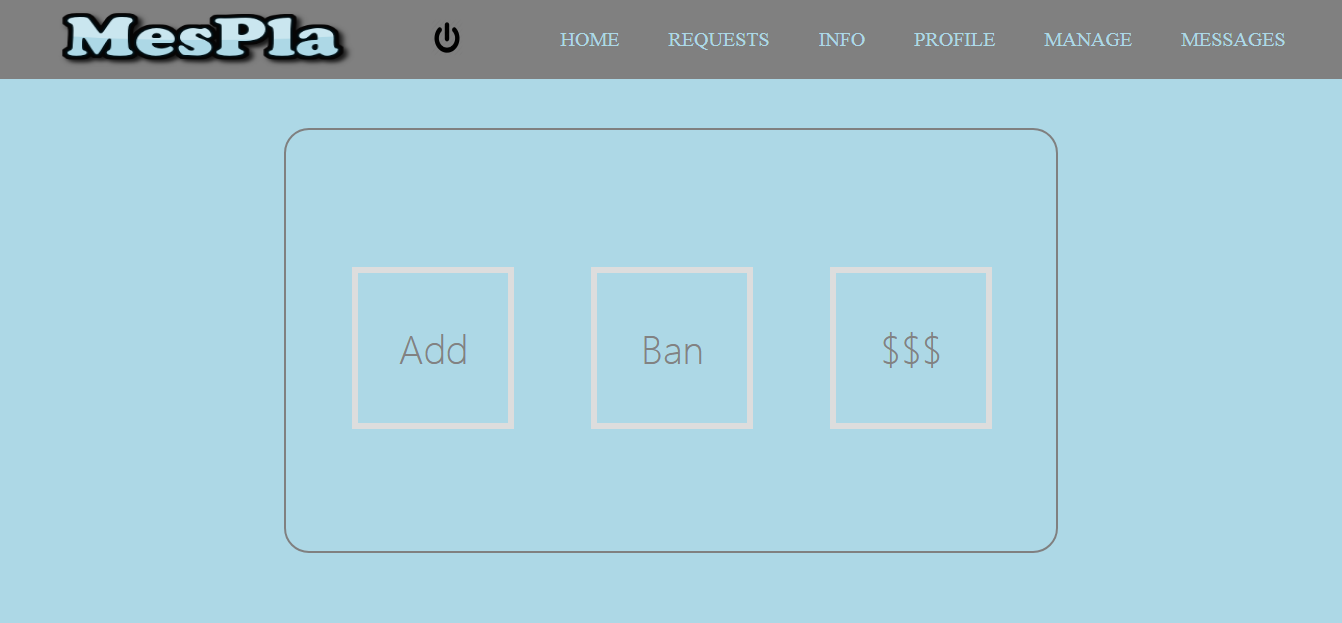 MesPla HOME REQUESTS INFO PROFILE MANAGE MESSAGES
Add Ban $$$